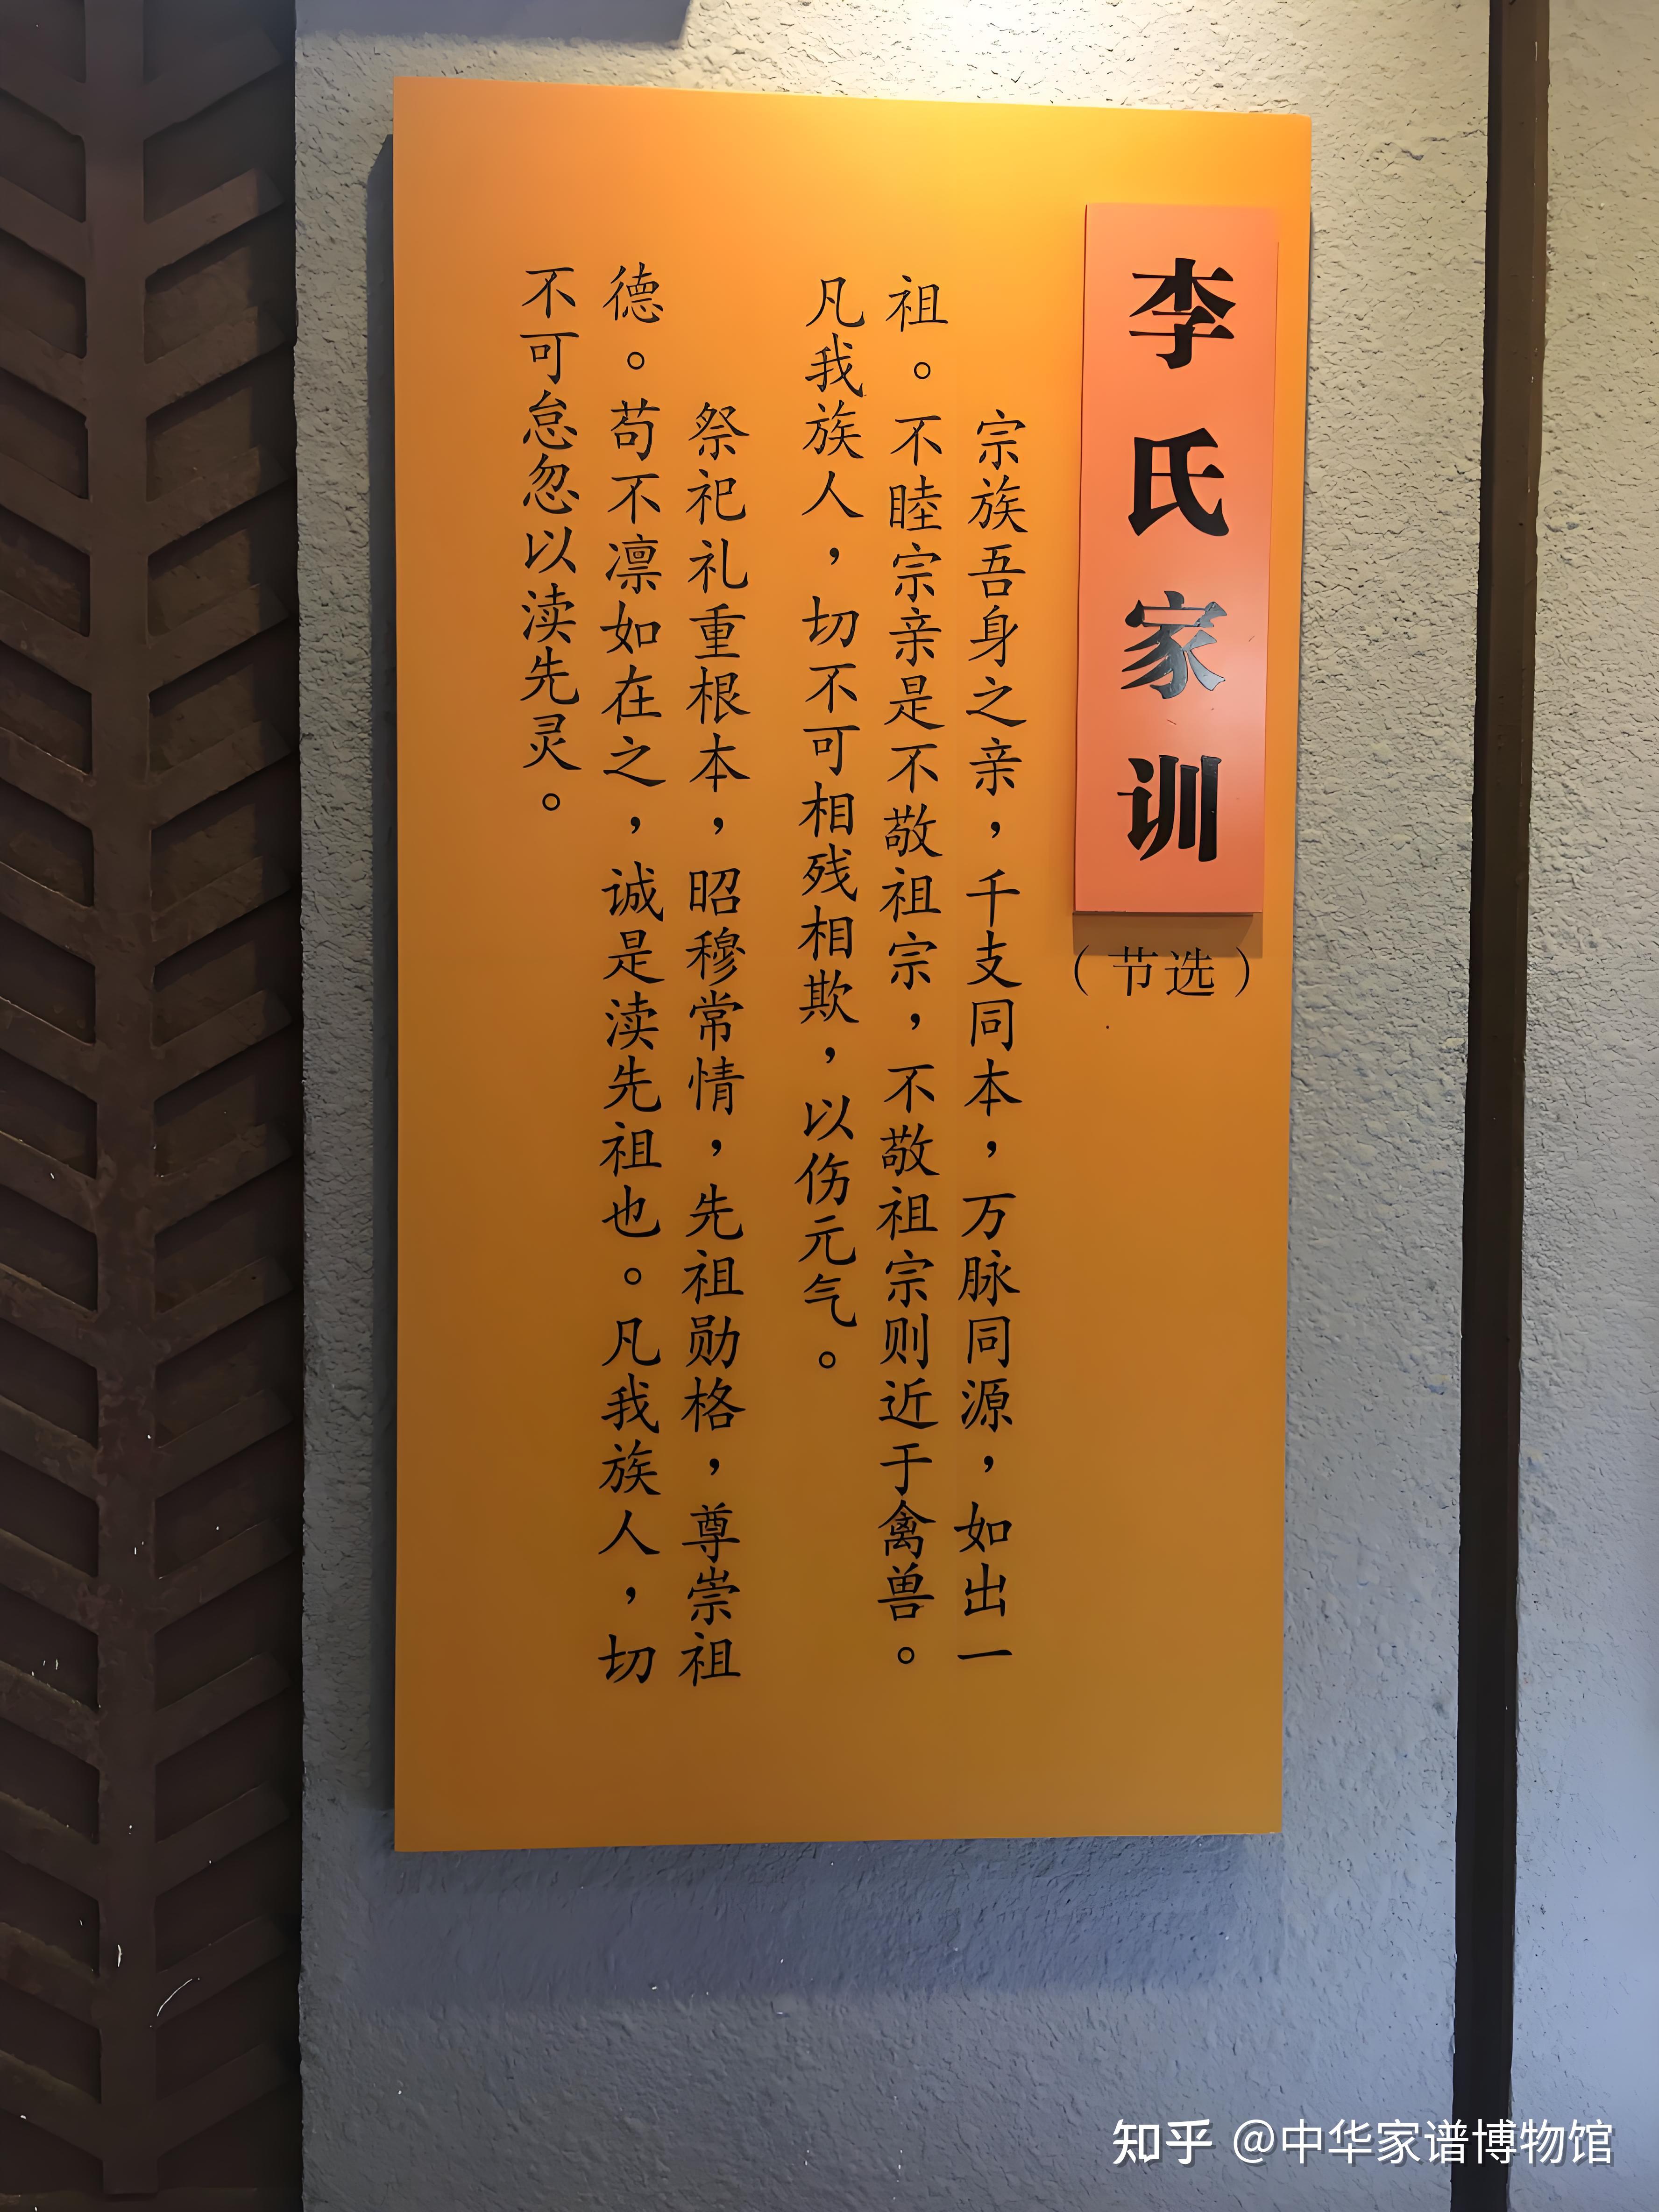 李氏家训
（节选）
宗族吾身之亲，千支同本，万脉同源，如出一
祖。不睦宗亲是不敬祖宗，不敬祖宗则近于禽兽。
凡我族人，切不可相残相欺，以伤元气。
祭祀礼重根本，昭穆常情，先祖勋格，尊崇祖
德。苟不凛如在之，诚是渎先祖也。凡我族人，切
不可怠忽以渎先灵。
知乎 @中华家谱博物馆